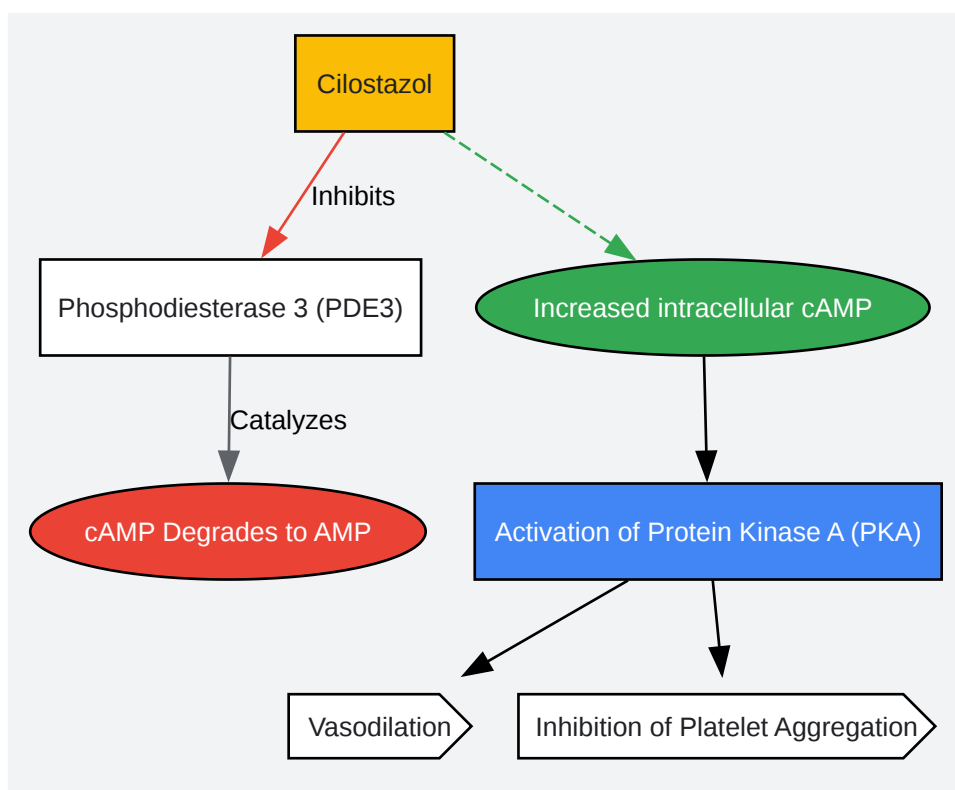 Cilostazol
Inhibits
Phosphodiesterase 3 (PDE3)
Increased intracellular cAMP
Catalyzes
cAMP Degrades to AMP
Activation of Protein Kinase A (PKA)
Vasodilation
Inhibition of Platelet Aggregation